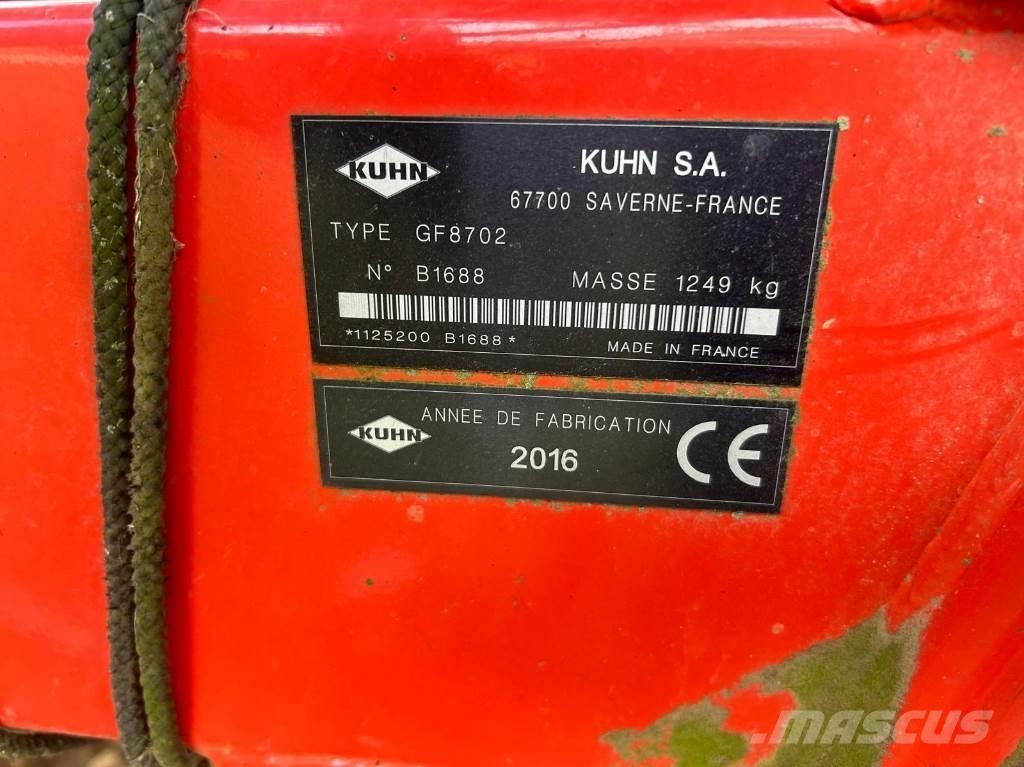 KUHN
KUHN S.A.
67700 SAVERNE-FRANCE
TYPE GF8702
N° B1688 MASSE 1249 kg
*1125200 B1688*
MADE IN FRANCE
KUHN
ANNEE DE FABRICATION
2016
CE
MASCUS